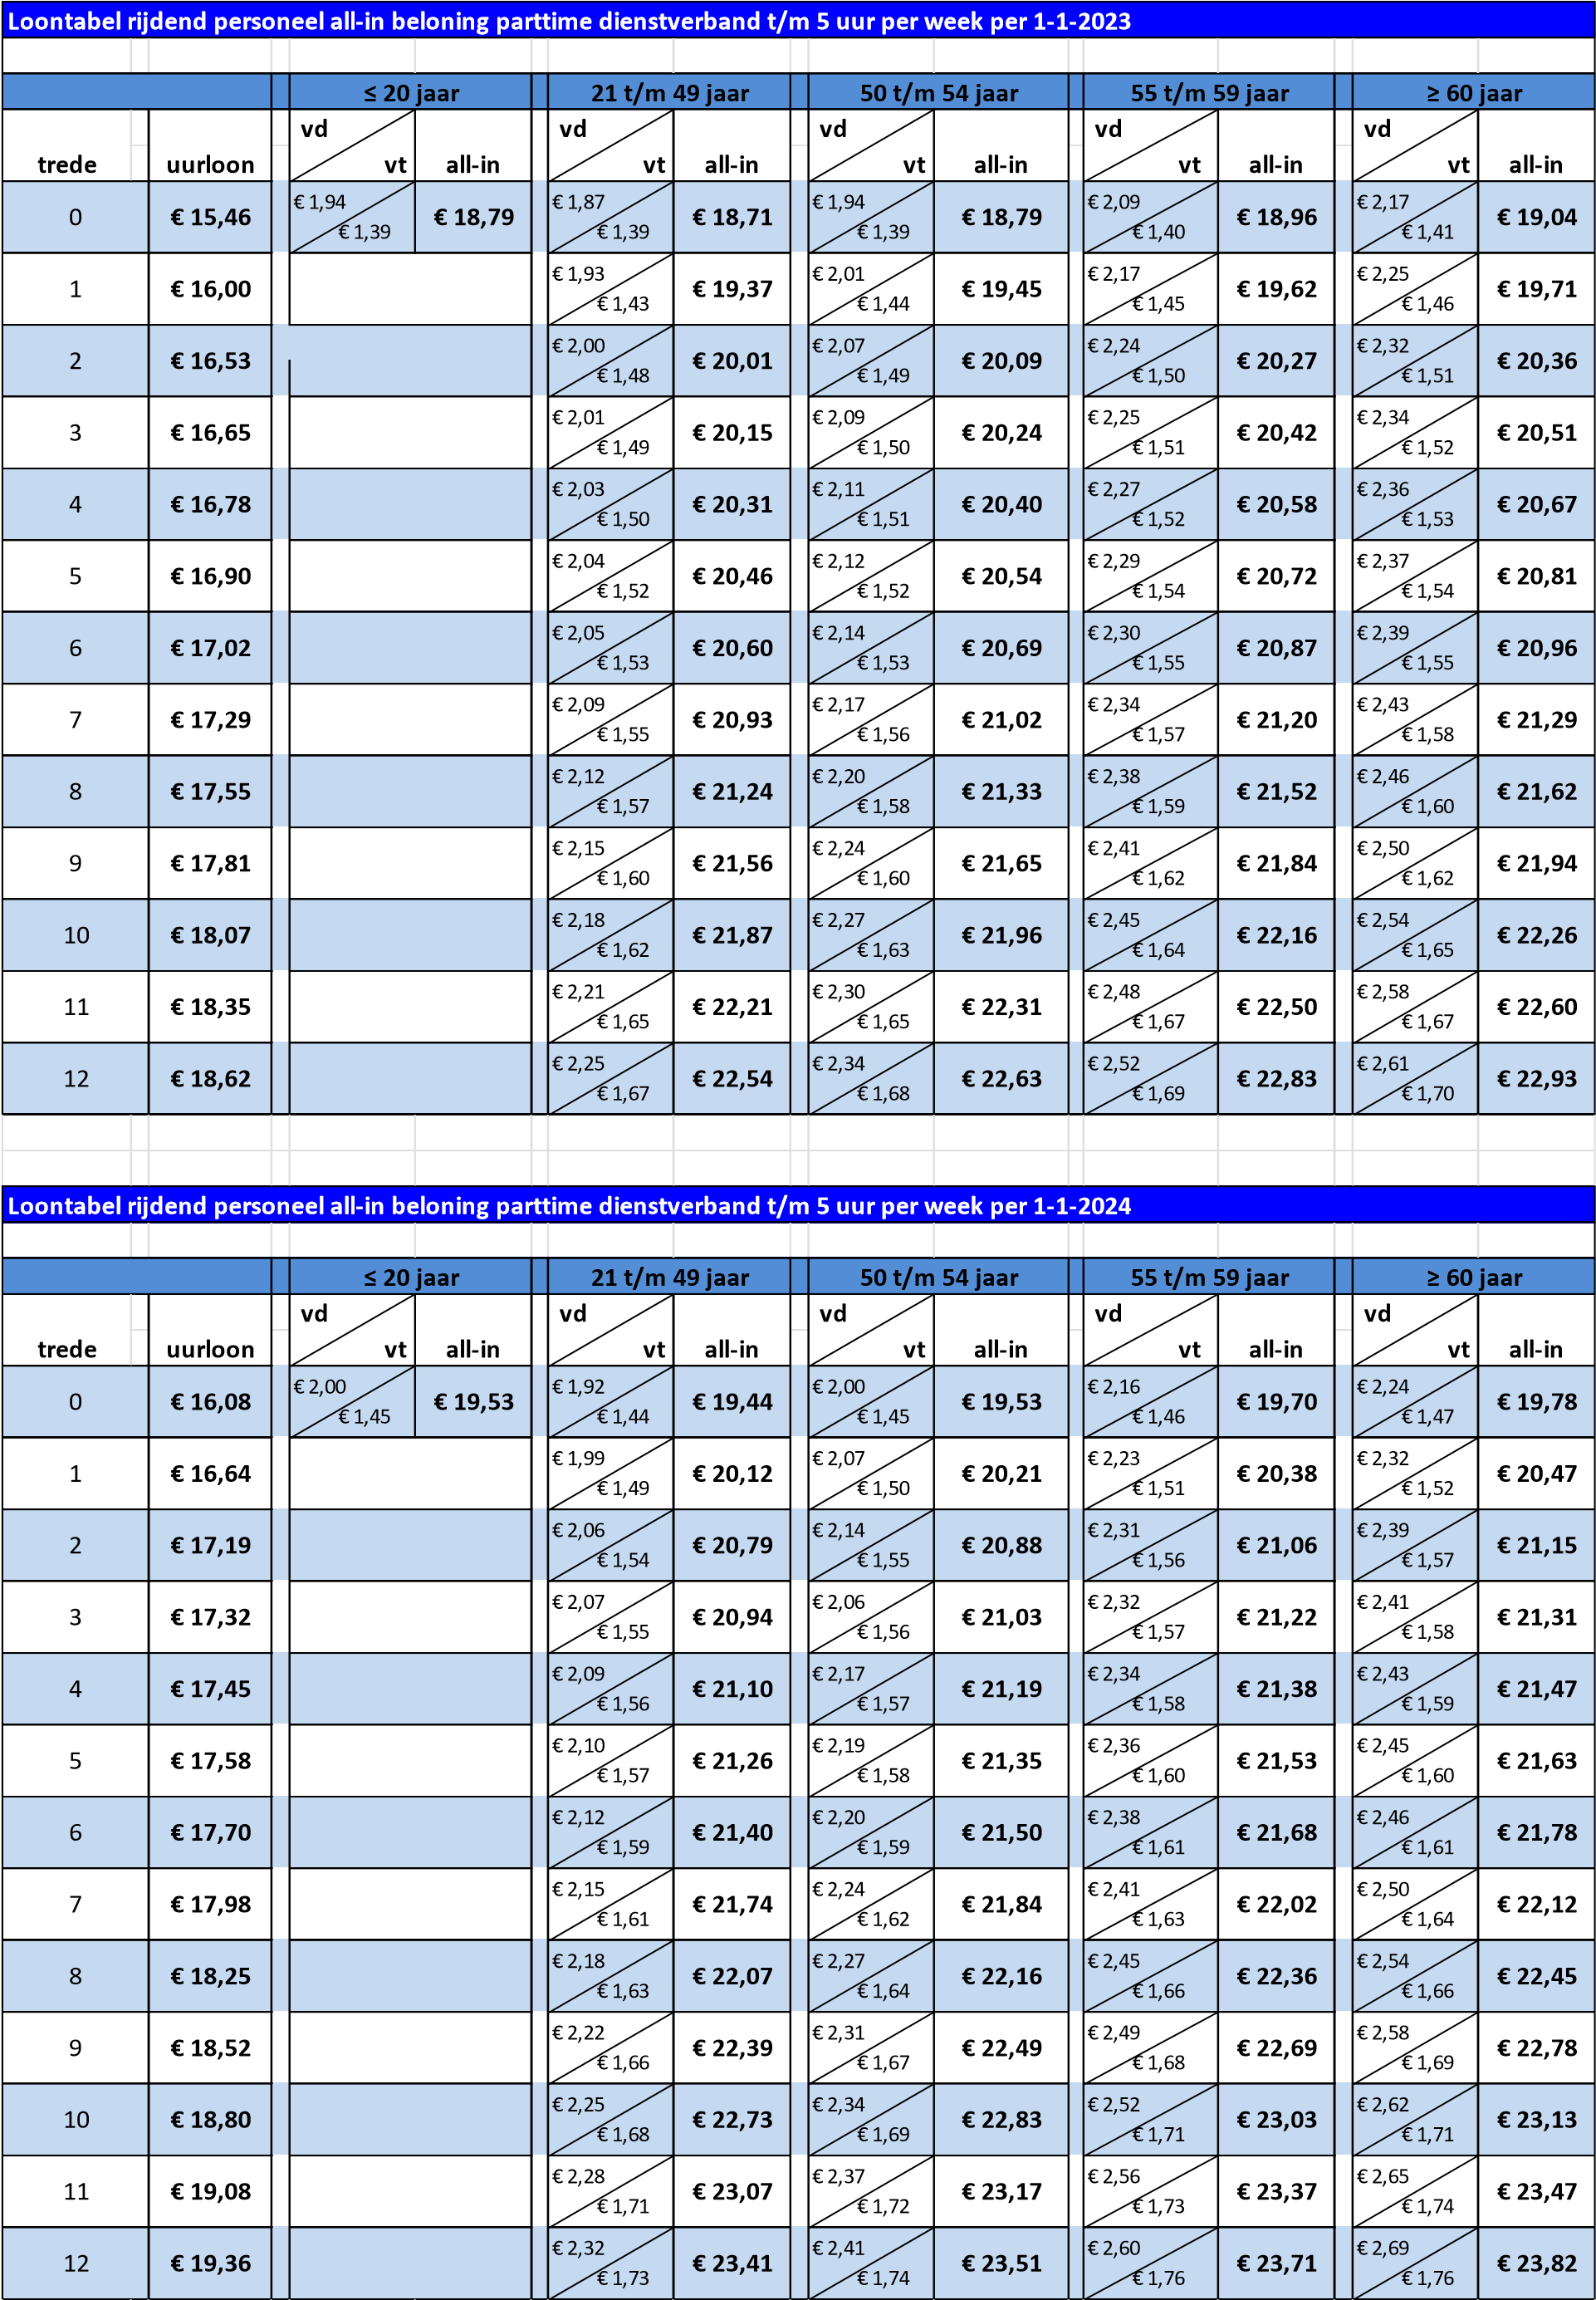 Loontabel rijdend personeel all-in beloning parttime dienstverband t/m 5 uur per week per 1-1-2023
≤ 20 jaar 21 t/m 49 jaar 50 t/m 54 jaar 55 t/m 59 jaar ≥ 60 jaar
vd vd vd vd vd
trede uurloon vt all-in vt all-in vt all-in vt all-in vt all-in
0 € 15,46 € 1,94 € 1,39 € 18,79 € 1,87 € 1,39 € 18,71 € 1,94 € 1,39 € 18,79 € 2,09 € 1,40 € 18,96 € 2,17 € 1,41 € 19,04
1 € 16,00 € 1,93 € 1,43 € 19,37 € 2,01 € 1,44 € 19,45 € 2,17 € 1,45 € 19,62 € 2,25 € 1,46 € 19,71
2 € 16,53 € 2,00 € 1,48 € 20,01 € 2,07 € 1,49 € 20,09 € 2,24 € 1,50 € 20,27 € 2,32 € 1,51 € 20,36
3 € 16,65 € 2,01 € 1,49 € 20,15 € 2,09 € 1,50 € 20,24 € 2,25 € 1,51 € 20,42 € 2,34 € 1,52 € 20,51
4 € 16,78 € 2,03 € 1,50 € 20,31 € 2,11 € 1,51 € 20,40 € 2,27 € 1,52 € 20,58 € 2,36 € 1,53 € 20,67
5 € 16,90 € 2,04 € 1,52 € 20,46 € 2,12 € 1,52 € 20,54 € 2,29 € 1,54 € 20,72 € 2,37 € 1,54 € 20,81
6 € 17,02 € 2,05 € 1,53 € 20,60 € 2,14 € 1,53 € 20,69 € 2,30 € 1,55 € 20,87 € 2,39 € 1,55 € 20,96
7 € 17,29 € 2,09 € 1,55 € 20,93 € 2,17 € 1,56 € 21,02 € 2,34 € 1,57 € 21,20 € 2,43 € 1,58 € 21,29
8 € 17,55 € 2,12 € 1,57 € 21,24 € 2,20 € 1,58 € 21,33 € 2,38 € 1,59 € 21,52 € 2,46 € 1,60 € 21,62
9 € 17,81 € 2,15 € 1,60 € 21,56 € 2,24 € 1,60 € 21,65 € 2,41 € 1,62 € 21,84 € 2,50 € 1,62 € 21,94
10 € 18,07 € 2,18 € 1,62 € 21,87 € 2,27 € 1,63 € 21,96 € 2,45 € 1,64 € 22,16 € 2,54 € 1,65 € 22,26
11 € 18,35 € 2,21 € 1,65 € 22,21 € 2,30 € 1,65 € 22,31 € 2,48 € 1,67 € 22,50 € 2,58 € 1,67 € 22,60
12 € 18,62 € 2,25 € 1,67 € 22,54 € 2,34 € 1,68 € 22,63 € 2,52 € 1,69 € 22,83 € 2,61 € 1,70 € 22,93
Loontabel rijdend personeel all-in beloning parttime dienstverband t/m 5 uur per week per 1-1-2024
≤ 20 jaar 21 t/m 49 jaar 50 t/m 54 jaar 55 t/m 59 jaar ≥ 60 jaar
vd vd vd vd vd
trede uurloon vt all-in vt all-in vt all-in vt all-in vt all-in
0 € 16,08 € 2,00 € 1,45 € 19,53 € 1,92 € 1,44 € 19,44 € 2,00 € 1,45 € 19,53 € 2,16 € 1,46 € 19,70 € 2,24 € 1,47 € 19,78
1 € 16,64 € 1,99 € 1,49 € 20,12 € 2,07 € 1,50 € 20,21 € 2,23 € 1,51 € 20,38 € 2,32 € 1,52 € 20,47
2 € 17,19 € 2,06 € 1,54 € 20,79 € 2,14 € 1,55 € 20,88 € 2,31 € 1,56 € 21,06 € 2,39 € 1,57 € 21,15
3 € 17,32 € 2,07 € 1,55 € 20,94 € 2,06 € 1,56 € 21,03 € 2,32 € 1,57 € 21,22 € 2,41 € 1,58 € 21,31
4 € 17,45 € 2,09 € 1,56 € 21,10 € 2,17 € 1,57 € 21,19 € 2,34 € 1,58 € 21,38 € 2,43 € 1,59 € 21,47
5 € 17,58 € 2,10 € 1,57 € 21,26 € 2,19 € 1,58 € 21,35 € 2,36 € 1,60 € 21,53 € 2,45 € 1,60 € 21,63
6 € 17,70 € 2,12 € 1,59 € 21,40 € 2,20 € 1,59 € 21,50 € 2,38 € 1,61 € 21,68 € 2,46 € 1,61 € 21,78
7 € 17,98 € 2,15 € 1,61 € 21,74 € 2,24 € 1,62 € 21,84 € 2,41 € 1,63 € 22,02 € 2,50 € 1,64 € 22,12
8 € 18,25 € 2,18 € 1,63 € 22,07 € 2,27 € 1,64 € 22,16 € 2,45 € 1,66 € 22,36 € 2,54 € 1,66 € 22,45
9 € 18,52 € 2,22 € 1,66 € 22,39 € 2,31 € 1,67 € 22,49 € 2,49 € 1,68 € 22,69 € 2,58 € 1,69 € 22,78
10 € 18,80 € 2,25 € 1,68 € 22,73 € 2,34 € 1,69 € 22,83 € 2,52 € 1,71 € 23,03 € 2,62 € 1,71 € 23,13
11 € 19,08 € 2,28 € 1,71 € 23,07 € 2,37 € 1,72 € 23,17 € 2,56 € 1,73 € 23,37 € 2,65 € 1,74 € 23,47
12 € 19,36 € 2,32 € 1,73 € 23,41 € 2,41 € 1,74 € 23,51 € 2,60 € 1,76 € 23,71 € 2,69 € 1,76 € 23,82